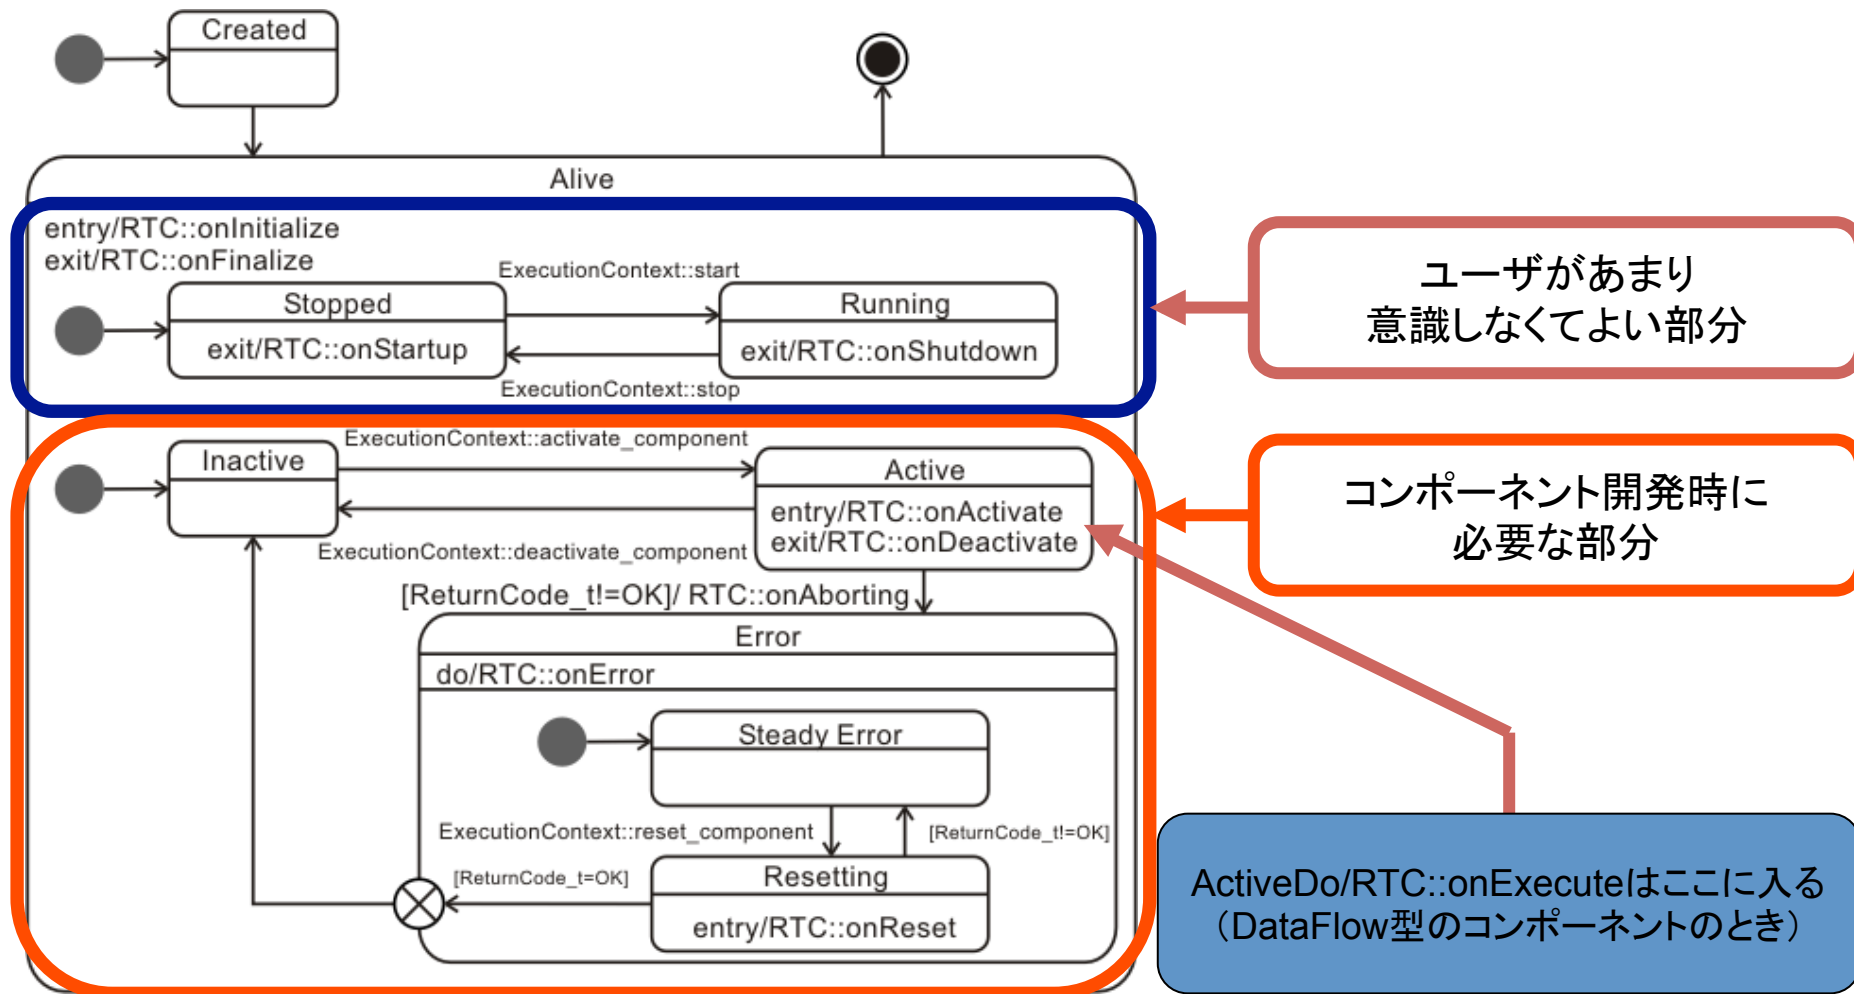 Created
Alive
entry/RTC::onInitialize
exit/RTC::onFinalize
ExecutionContext::start
Stopped
exit/RTC::onStartup
Running
exit/RTC::onShutdown
ExecutionContext::stop
ユーザがあまり
意識しなくてよい部分
ExecutionContext::activate_component
Inactive
Active
entry/RTC::onActivate
exit/RTC::onDeactivate
ExecutionContext::deactivate_component
コンポーネント開発時に
必要な部分
[ReturnCode_t!=OK]/ RTC::onAborting
Error
do/RTC::onError
Steady Error
ExecutionContext::reset_component
[ReturnCode_t!=OK]
[ReturnCode_t=OK]
Resetting
entry/RTC::onReset
ActiveDo/RTC::onExecuteはここに入る
（DataFlow型のコンポーネントのとき）